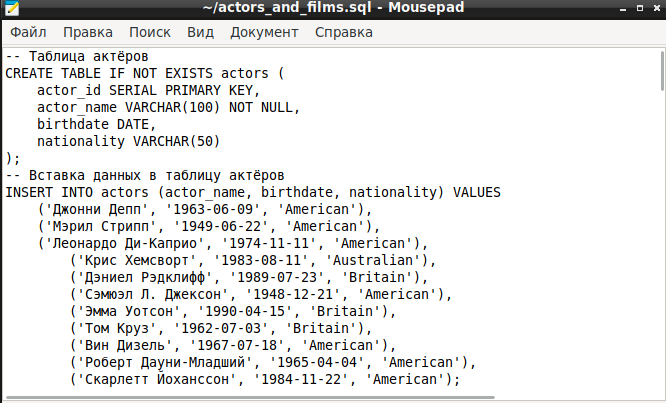 ~/actors_and_films.sql - Mousepad
Файл Правка Поиск Вид Документ Справка
-- Таблица актёров
CREATE TABLE IF NOT EXISTS actors (
    actor_id SERIAL PRIMARY KEY,
    actor_name VARCHAR(100) NOT NULL,
    birthdate DATE,
    nationality VARCHAR(50)
);
-- Вставка данных в таблицу актёров
INSERT INTO actors (actor_name, birthdate, nationality) VALUES
    ('Джонни Депп', '1963-06-09', 'American'),
    ('Мэрил Стрипп', '1949-06-22', 'American'),
    ('Леонардо Ди-Каприо', '1974-11-11', 'American'),
        ('Крис Хемсворт', '1983-08-11', 'Australian'),
        ('Дэниел Рэдклифф', '1989-07-23', 'Britain'),
        ('Сэмюэл Л. Джексон', '1948-12-21', 'American'),
        ('Эмма Уотсон', '1990-04-15', 'Britain'),
        ('Том Круз', '1962-07-03', 'Britain'),
        ('Вин Дизель', '1967-07-18', 'American'),
        ('Роберт Дауни-Младший', '1965-04-04', 'American'),
        ('Скарлетт Йоханссон', '1984-11-22', 'American');